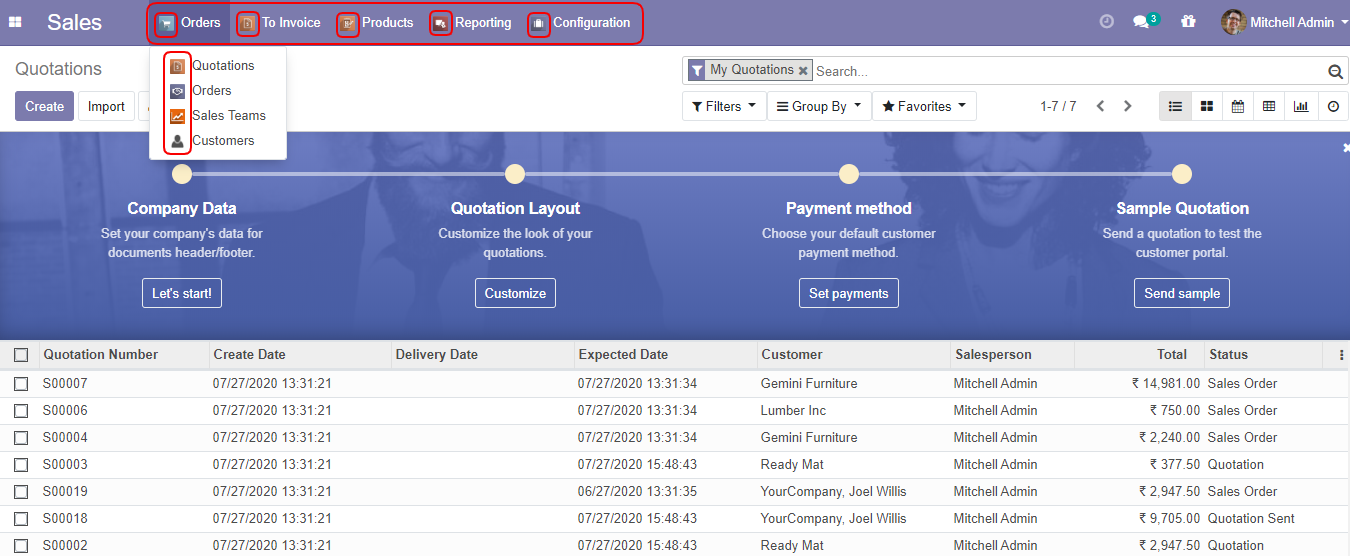 Sales Orders To Invoice Products Reporting Configuration 3 Mitchell Admin
Quotations
My Quotations Search...
Create Import
Filters Group By Favorites 1-7 / 7
Quotations
Orders
Sales Teams
Customers
Company Data
Set your company's data for
documents header/footer.
Let's start!
Quotation Layout
Customize the look of your
quotations.
Customize
Payment method
Choose your default customer
payment method.
Set payments
Sample Quotation
Send a quotation to test the
customer portal.
Send sample
Quotation Number Create Date Delivery Date Expected Date Customer Salesperson Total Status
S00007 07/27/2020 13:31:21 07/27/2020 13:31:34 Gemini Furniture Mitchell Admin ₹ 14,981.00 Sales Order
S00006 07/27/2020 13:31:21 07/27/2020 13:31:34 Lumber Inc Mitchell Admin ₹ 750.00 Sales Order
S00004 07/27/2020 13:31:21 07/27/2020 13:31:34 Gemini Furniture Mitchell Admin ₹ 2,240.00 Sales Order
S00003 07/27/2020 13:31:21 07/27/2020 15:48:43 Ready Mat Mitchell Admin ₹ 377.50 Quotation
S00019 07/27/2020 13:31:21 06/27/2020 13:31:35 YourCompany, Joel Willis Mitchell Admin ₹ 2,947.50 Sales Order
S00018 07/27/2020 13:31:21 07/27/2020 15:48:43 YourCompany, Joel Willis Mitchell Admin ₹ 9,705.00 Quotation Sent
S00002 07/27/2020 13:31:21 07/27/2020 15:48:43 Ready Mat Mitchell Admin ₹ 2,947.50 Quotation